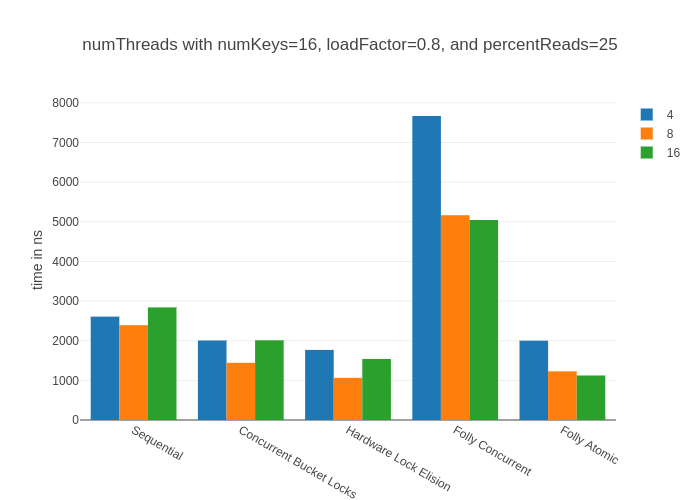 numThreads with numKeys=16, loadFactor=0.8, and percentReads=25
4
8
16
time in ns
8000
7000
6000
5000
4000
3000
2000
1000
0
Sequential
Concurrent Bucket Locks
Hardware Lock Elision
Folly Concurrent
Folly Atomic